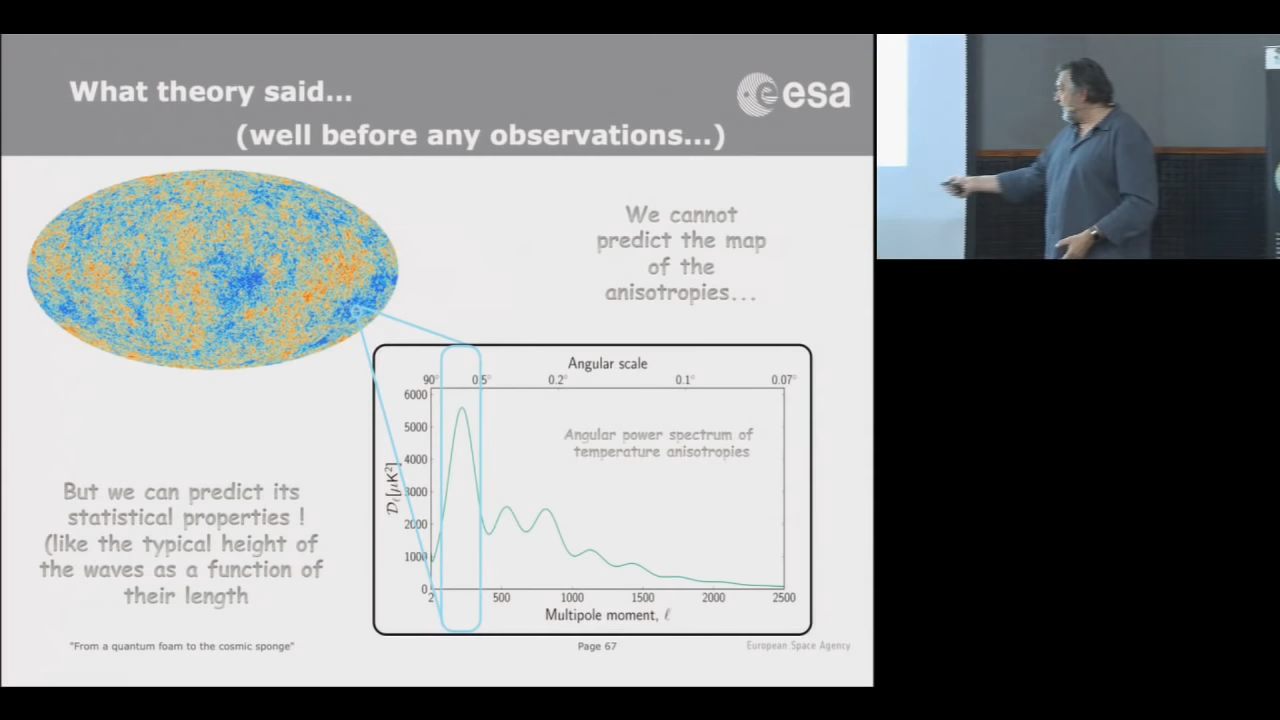 What theory said...
(well before any observations...)
esa
We cannot
predict the map
of the
anisotropies...
Angular scale
90° 0.5° 0.2° 0.1° 0.07°
6000
5000
4000
3000
2000
1000
0
𝒟ℓ[μK²]
Angular power spectrum of
temperature anisotropies
2 500 1000 1500 2000 2500
Multipole moment, ℓ
But we can predict its
statistical properties !
(like the typical height of
the waves as a function of
their length
"From a quantum foam to the cosmic sponge"
Page 67
European Space Agency